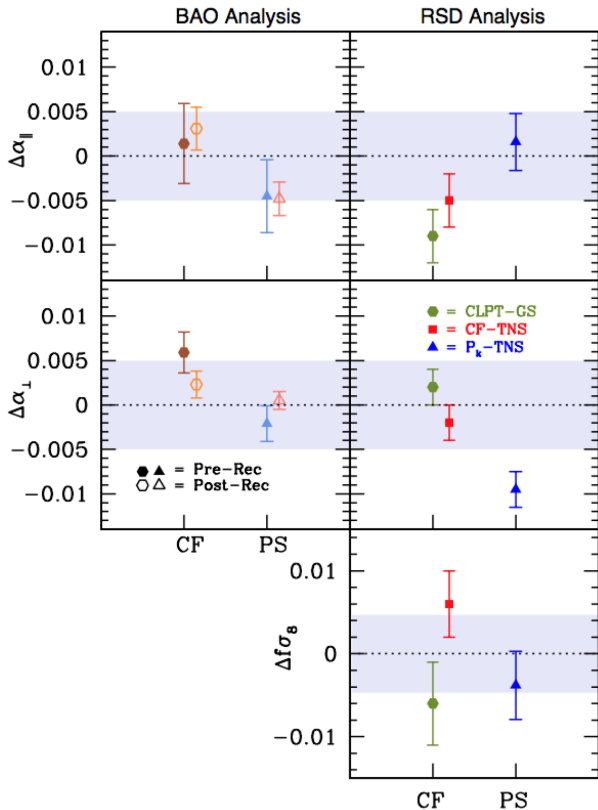 BAO Analysis RSD Analysis
0.01
0.005
0
−0.005
−0.01
Δα∥
0.01
0.005
0
−0.005
−0.01
Δα⊥
= CLPT−GS
= CF−TNS
= Pk−TNS
= Pre−Rec
= Post−Rec
CF PS
0.01
0
−0.01
Δfσ8
CF PS